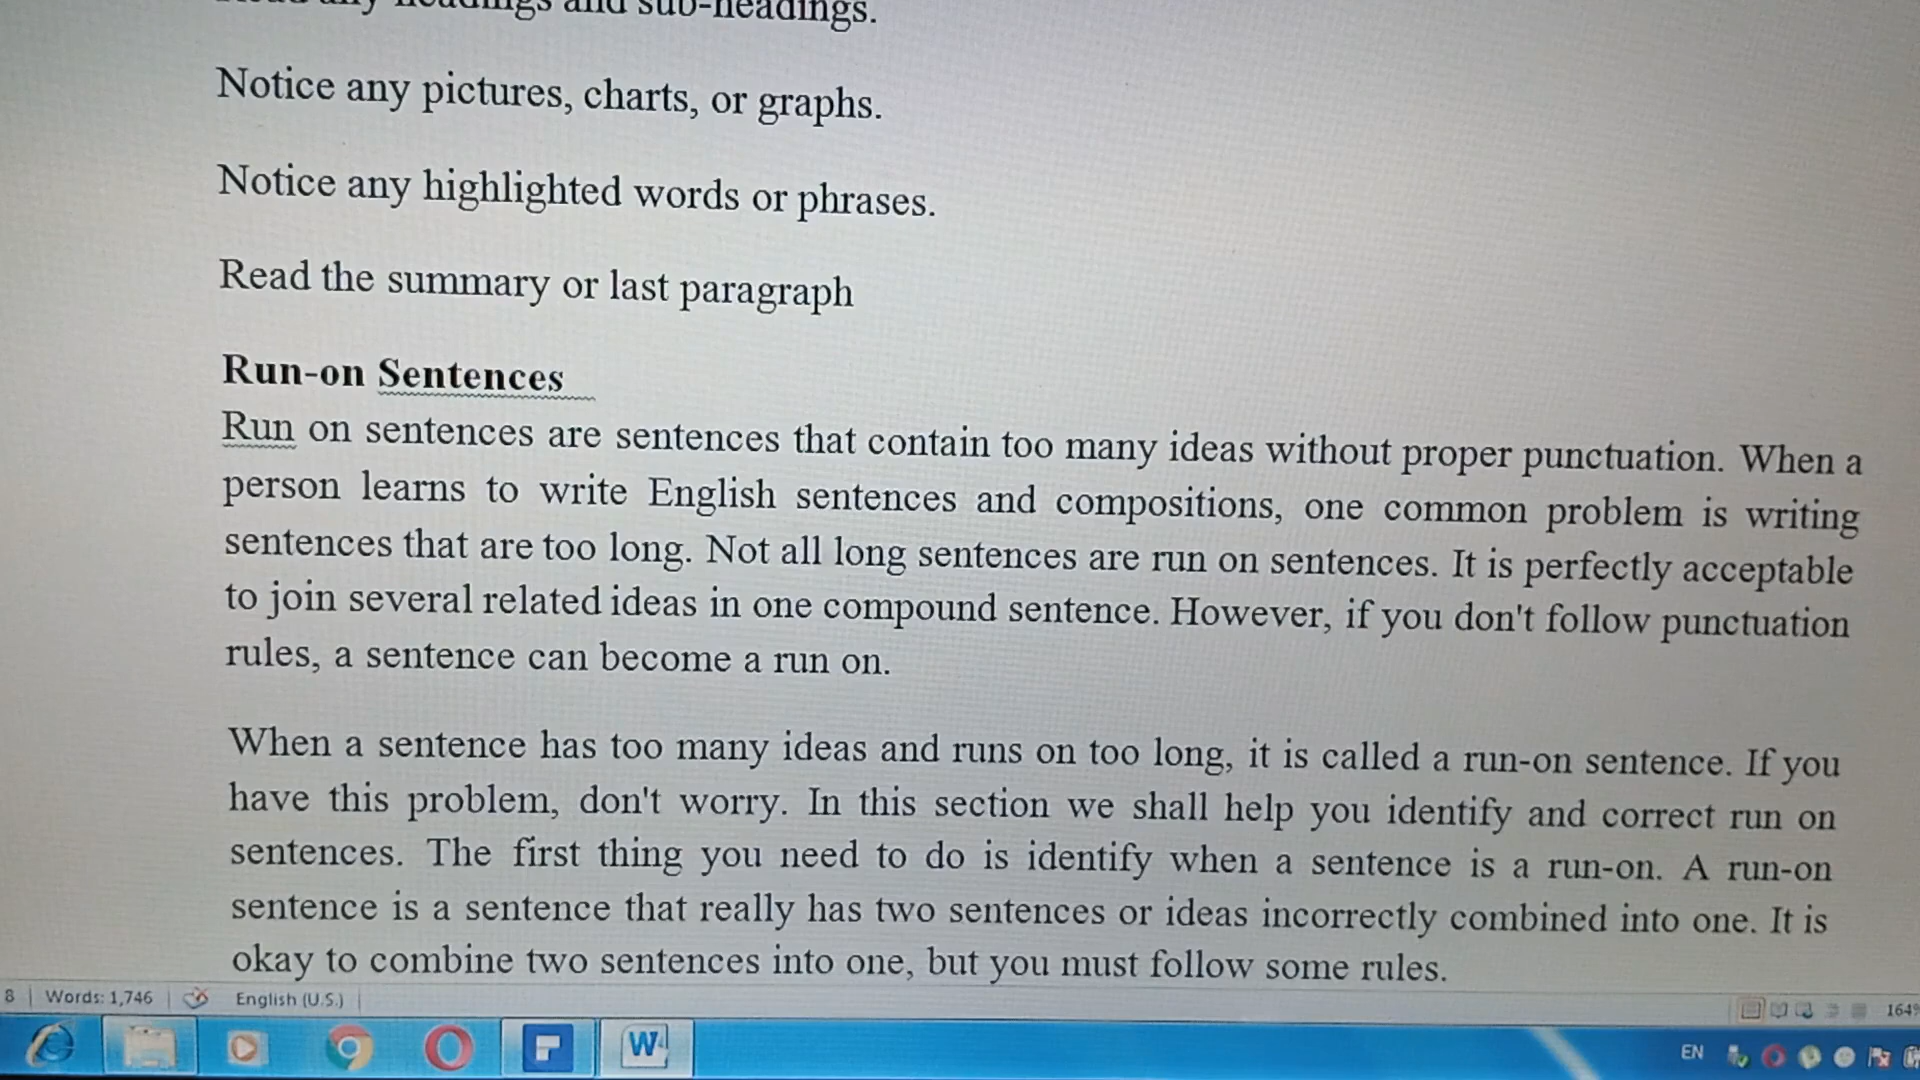 Read any headings and sub-headings.
Notice any pictures, charts, or graphs.
Notice any highlighted words or phrases.
Read the summary or last paragraph
Run-on Sentences
Run on sentences are sentences that contain too many ideas without proper punctuation. When a
person learns to write English sentences and compositions, one common problem is writing
sentences that are too long. Not all long sentences are run on sentences. It is perfectly acceptable
to join several related ideas in one compound sentence. However, if you don't follow punctuation
rules, a sentence can become a run on.
When a sentence has too many ideas and runs on too long, it is called a run-on sentence. If you
have this problem, don't worry. In this section we shall help you identify and correct run on
sentences. The first thing you need to do is identify when a sentence is a run-on. A run-on
sentence is a sentence that really has two sentences or ideas incorrectly combined into one. It is
okay to combine two sentences into one, but you must follow some rules.
8 Words: 1,746 English (U.S.) 164%
W EN